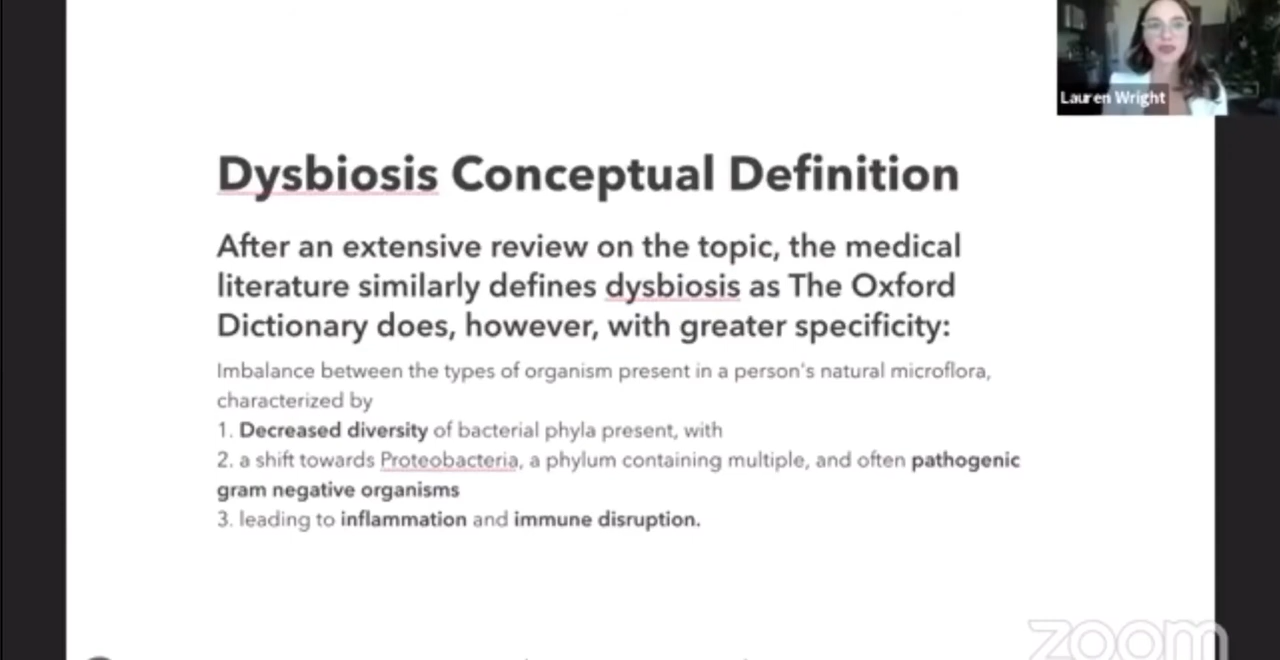 Lauren Wright
Dysbiosis Conceptual Definition
After an extensive review on the topic, the medical
literature similarly defines dysbiosis as The Oxford
Dictionary does, however, with greater specificity:
Imbalance between the types of organism present in a person's natural microflora,
characterized by
1. Decreased diversity of bacterial phyla present, with
2. a shift towards Proteobacteria, a phylum containing multiple, and often pathogenic
gram negative organisms
3. leading to inflammation and immune disruption.
zoom